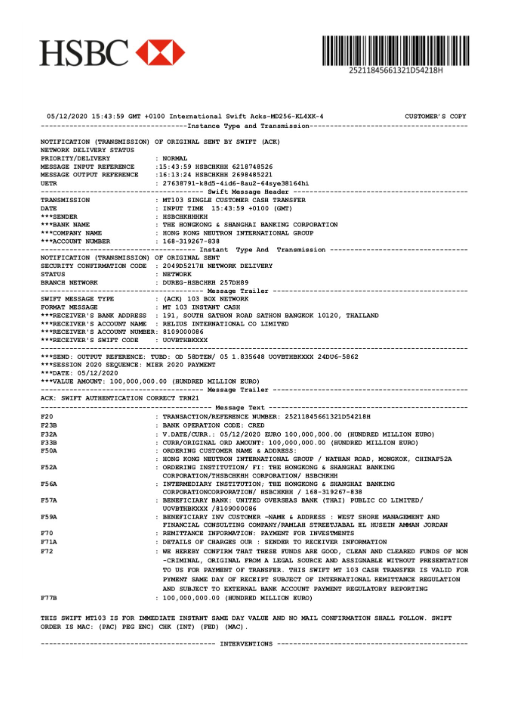 HSBC
25211845661321D54218H
05/12/2020 15:43:59 GMT +0100 International Swift Acks-MD256-KL4XK-4 CUSTOMER'S COPY
------------------------------------Instance Type and Transmission---------------------------------------
NOTIFICATION (TRANSMISSION) OF ORIGINAL SENT BY SWIFT (ACK)
NETWORK DELIVERY STATUS
PRIORITY/DELIVERY : NORMAL
MESSAGE INPUT REFERENCE :15:43:59 HSBCHKHH 6218748526
MESSAGE OUTPUT REFERENCE :16:13:24 HSBCHKHH 2698485221
UETR : 27638791-k8d5-4id6-8su2-64sye38164hi
---------------------------------------- Swift Message Header ------------------------------------------
TRANSMISSION : MT103 SINGLE CUSTOMER CASH TRANSFER
DATE : INPUT TIME 15:43:59 +0100 (GMT)
***SENDER : HSBCHKHHHKH
***BANK NAME : THE HONGKONG & SHANGHAI BANKING CORPORATION
***COMPANY NAME : HONG KONG NEUTRON INTERNATIONAL GROUP
***ACCOUNT NUMBER : 168-319267-838
--------------------------------------- Instant Type And Transmission ----------------------------------
NOTIFICATION (TRANSMISSION) OF ORIGINAL SENT
SECURITY CONFIRMATION CODE : 2049D5217H NETWORK DELIVERY
STATUS : NETWORK
BRANCH NETWORK : DUREG-HSBCHKH 257DH89
---------------------------------------- Message Trailer ------------------------------------------------
SWIFT MESSAGE TYPE : (ACK) 103 BOX NETWORK
FORMAT MESSAGE : MT 103 INSTANT CASH
***RECEIVER'S BANK ADDRESS : 191, SOUTH SATHON ROAD SATHON BANGKOK 10120, THAILAND
***RECEIVER'S ACCOUNT NAME : RELIUS INTERNATIONAL CO LIMITED
***RECEIVER'S ACCOUNT NUMBER: 8109000086
***RECEIVER'S SWIFT CODE : UOVBTHBKXXX
---------------------------------------------------------------------------------------------------------
***SEND: OUTPUT REFERENCE: TUBD: OD 58DTEN/ 05 1.835648 UOVBTHBKXXX 24DU6-5862
***SESSION 2020 SEQUENCE: MIHR 2020 PAYMENT
***DATE: 05/12/2020
***VALUE AMOUNT: 100,000,000.00 (HUNDRED MILLION EURO)
---------------------------------------- Message Trailer ------------------------------------------------
ACK: SWIFT AUTHENTICATION CORRECT TRN21
------------------------------------------ Message Text -------------------------------------------------
F20 : TRANSACTION/REFERENCE NUMBER: 25211845661321D54218H
F23B : BANK OPERATION CODE: CRED
F32A : V.DATE/CURR.: 05/12/2020 EURO 100,000,000.00 (HUNDRED MILLION EURO)
F33B : CURR/ORIGINAL ORD AMOUNT: 100,000,000.00 (HUNDRED MILLION EURO)
F50A : ORDERING CUSTOMER NAME & ADDRESS:
: HONG KONG NEUTRON INTERNATIONAL GROUP / NATHAN ROAD, MONGKOK, CHINAF52A
F52A : ORDERING INSTITUTION/ FI: THE HONGKONG & SHANGHAI BANKING
CORPORATION/THSBCHKHH CORPORATION/ HSBCHKHH
F56A : INTERMEDIARY INSTITUTION; THE HONGKONG & SHANGHAI BANKING
CORPORATIONCORPORATION/ HSBCHKHH / 168-319267-838
F57A : BENEFICIARY BANK: UNITED OVERSEAS BANK (THAI) PUBLIC CO LIMITED/
UOVBTHBKXXX /8109000086
F59A : BENEFICIARY INV CUSTOMER -NAME & ADDRESS : WEST SHORE MANAGEMENT AND
FINANCIAL CONSULTING COMPANY/RAMLAH STREETJABAL EL HUSEIN AMMAN JORDAN
F70 : REMITTANCE INFORMATION: PAYMENT FOR INVESTMENTS
F71A : DETAILS OF CHARGES OUR : SENDER TO RECEIVER INFORMATION
F72 : WE HEREBY CONFIRM THAT THESE FUNDS ARE GOOD, CLEAN AND CLEARED FUNDS OF NON
-CRIMINAL, ORIGINAL FROM A LEGAL SOURCE AND ASSIGNABLE WITHOUT PRESENTATION
TO US FOR PAYMENT OF TRANSFER. THIS SWIFT MT 103 CASH TRANSFER IS VALID FOR
PYMENT SAME DAY OF RECEIPT SUBJECT OF INTERNATIONAL REMITTANCE REGULATION
AND SUBJECT TO EXTERNAL BANK ACCOUNT PAYMENT REGULATORY REPORTING
F77B : 100,000,000.00 (HUNDRED MILLION EURO)
THIS SWIFT MT103 IS FOR IMMEDIATE INSTANT SAME DAY VALUE AND NO MAIL CONFIRMATION SHALL FOLLOW. SWIFT
ORDER IS MAC: (PAC) PEG ENC) CHK (INT) (FED) (MAC).
------------------------------------------- INTERVENTIONS -----------------------------------------------